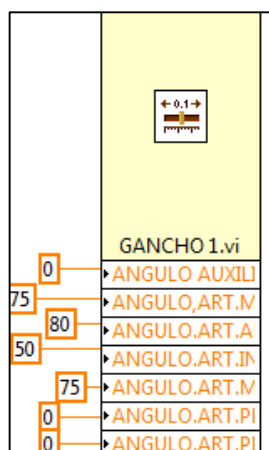 0.1
GANCHO 1.vi
0 ANGULO AUXILI
75 ANGULO,ART.M
80 ANGULO.ART.A
50 ANGULO.ART.IN
75 ANGULO.ART.M
0 ANGULO.ART.PI
0 ANGULO.ART.PI